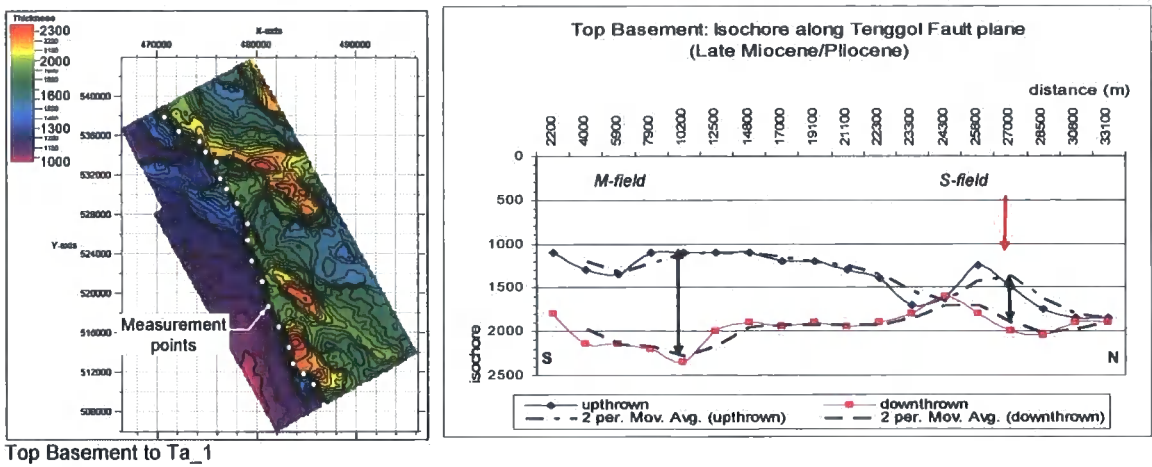 Thickness
2300
2000
1600
1300
1000
X-axis
470000
480000
490000
540000
536000
532000
528000
524000
520000
516000
512000
508000
Y-axis
Measurement
points
Top Basement to Ta_1
Top Basement: Isochore along Tenggol Fault plane
(Late Miocene/Pliocene)
distance (m)
2200
4000
5900
7900
10200
12500
14800
17000
19100
21100
22300
23300
24300
25800
27000
28500
30800
33100
0
500
1000
1500
2000
2500
isochore
M-field
S-field
S
N
upthrown
downthrown
2 per. Mov. Avg. (upthrown)
2 per. Mov. Avg. (downthrown)